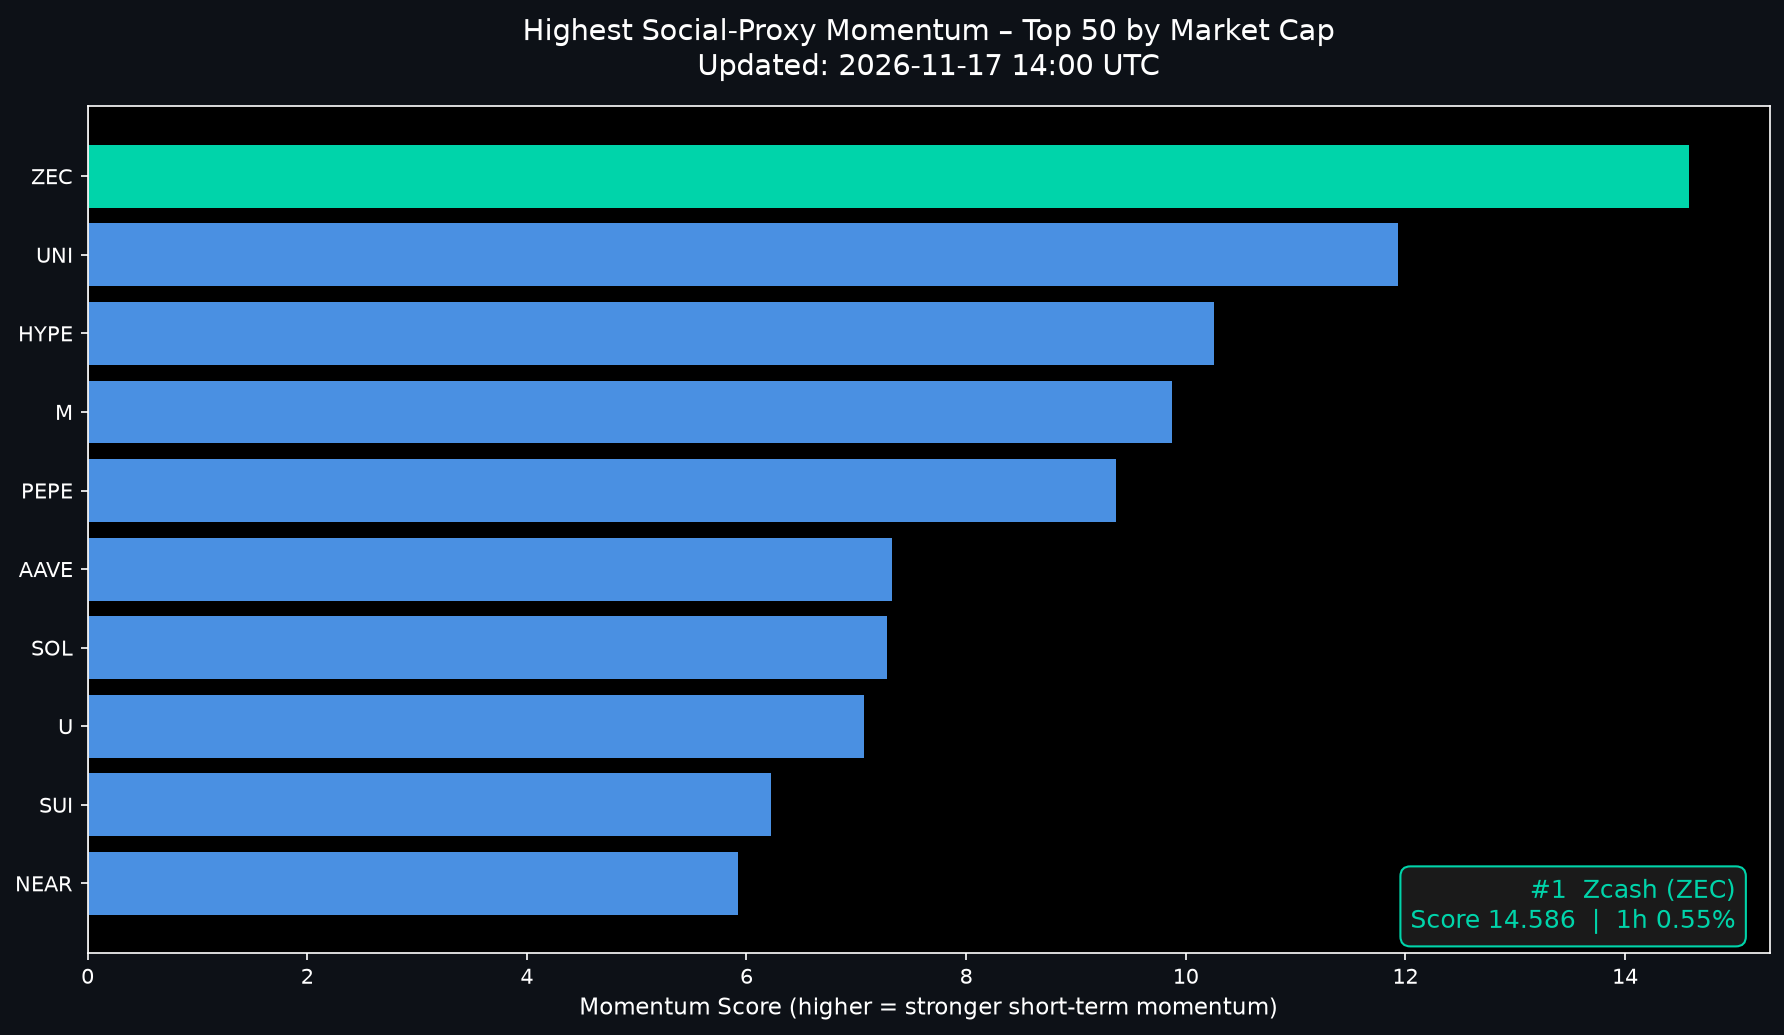 Highest Social-Proxy Momentum – Top 50 by Market Cap
Updated: 2026-11-17 14:00 UTC
ZEC
UNI
HYPE
M
PEPE
AAVE
SOL
U
SUI
NEAR
#1  Zcash (ZEC)
Score 14.586  |  1h 0.55%
0 2 4 6 8 10 12 14
Momentum Score (higher = stronger short-term momentum)